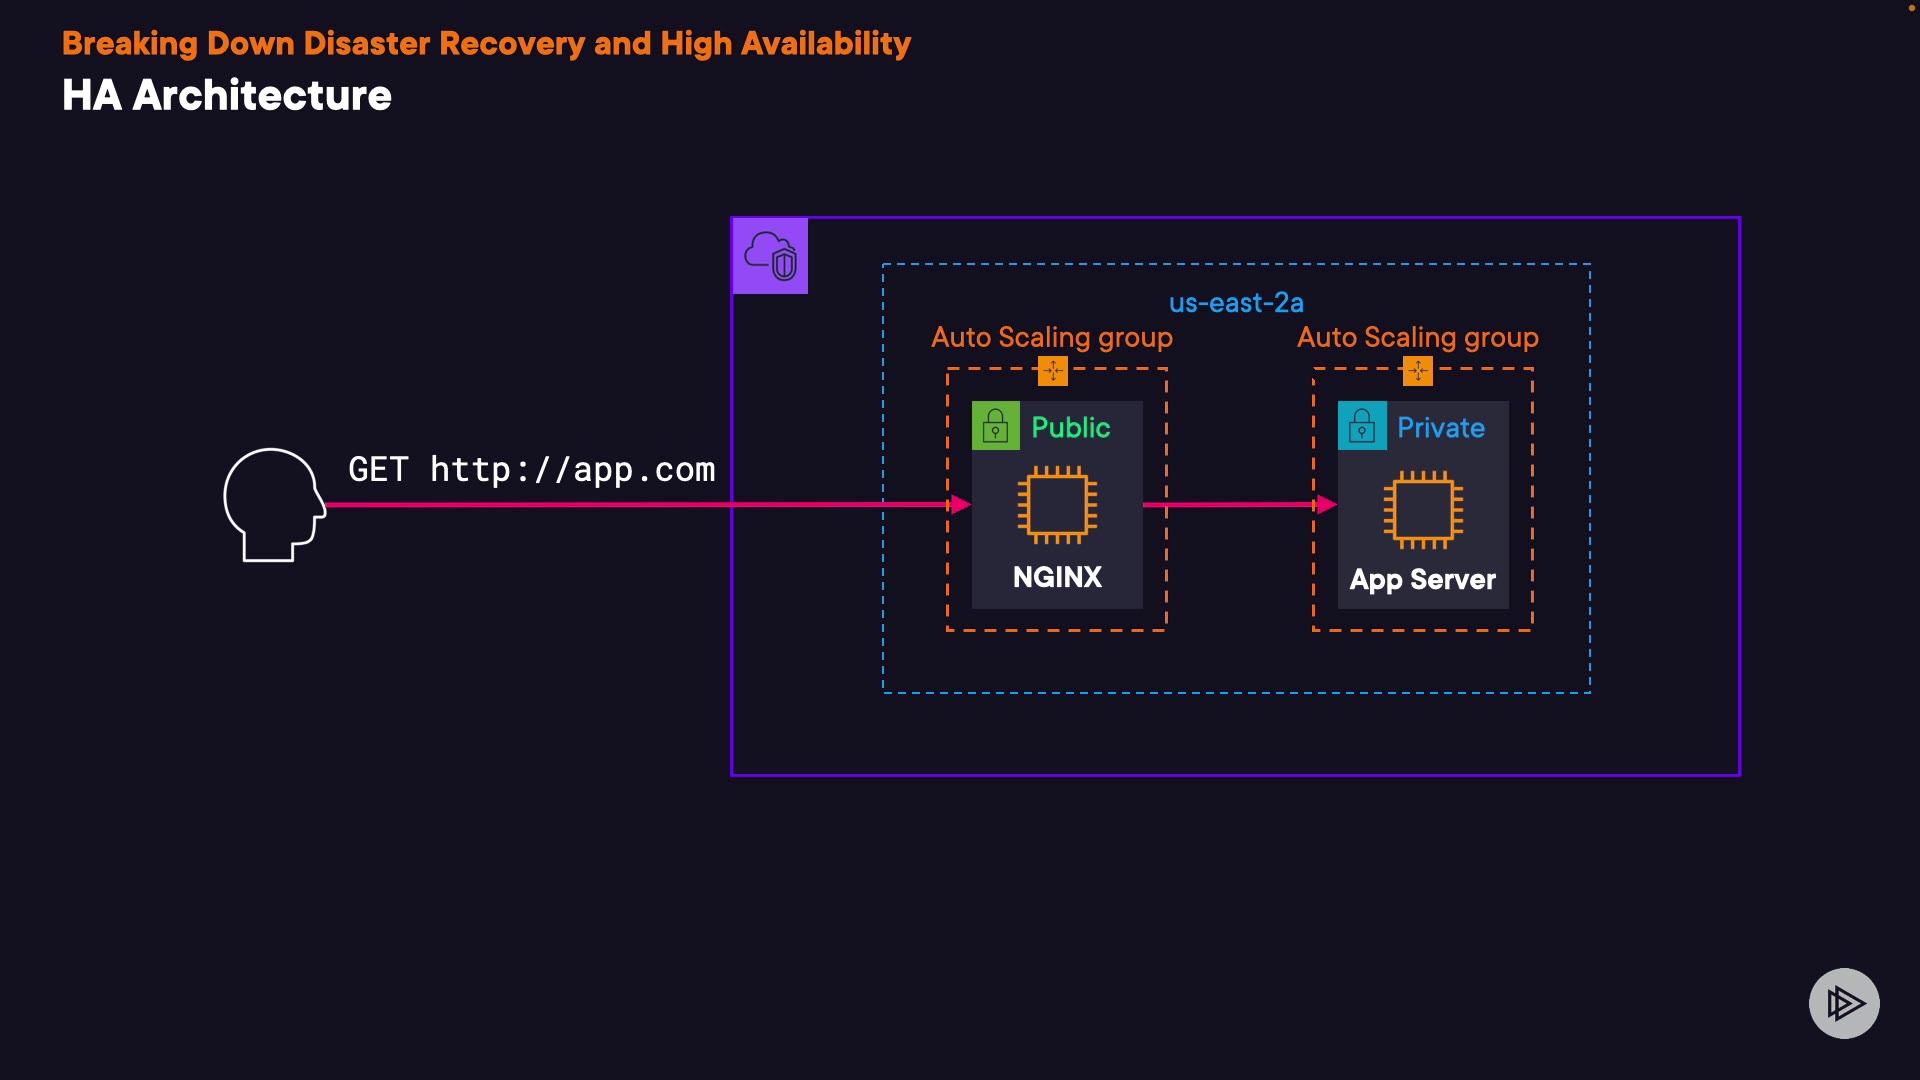 Breaking Down Disaster Recovery and High Availability
HA Architecture
us-east-2a
Auto Scaling group
Auto Scaling group
Public
Private
GET http://app.com
NGINX
App Server